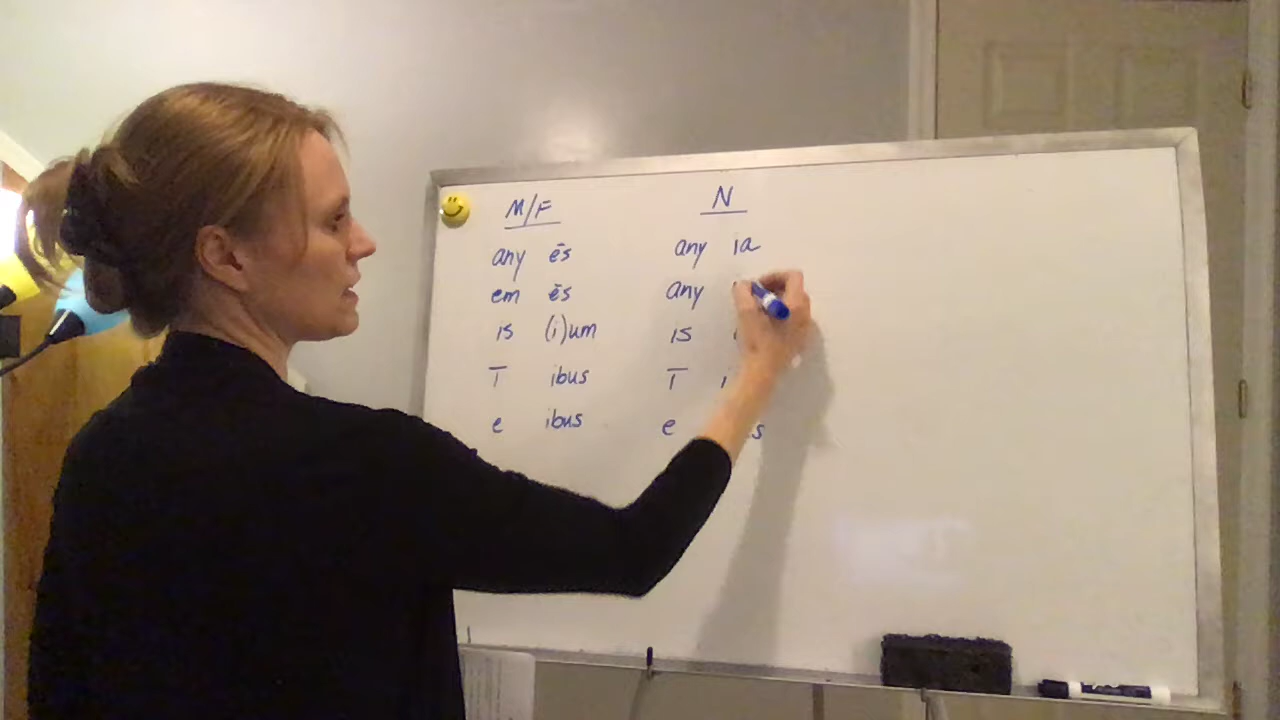 M/F N
any ēs any ia
em ēs any
is (i)um is
ī ibus ī
e ibus e